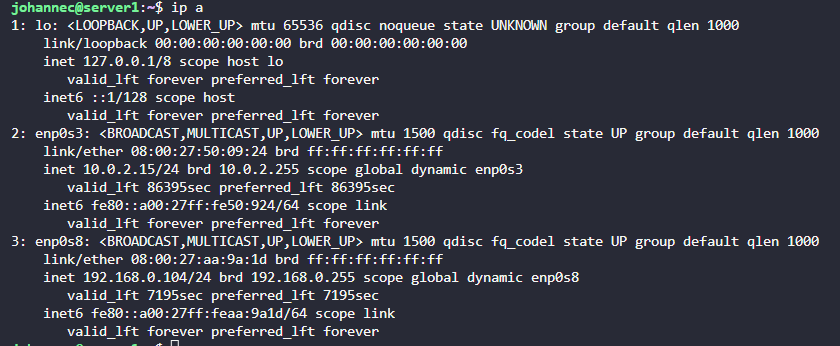 johannec@server1:~$ ip a
1: lo: <LOOPBACK,UP,LOWER_UP> mtu 65536 qdisc noqueue state UNKNOWN group default qlen 1000
    link/loopback 00:00:00:00:00:00 brd 00:00:00:00:00:00
    inet 127.0.0.1/8 scope host lo
       valid_lft forever preferred_lft forever
    inet6 ::1/128 scope host
       valid_lft forever preferred_lft forever
2: enp0s3: <BROADCAST,MULTICAST,UP,LOWER_UP> mtu 1500 qdisc fq_codel state UP group default qlen 1000
    link/ether 08:00:27:50:09:24 brd ff:ff:ff:ff:ff:ff
    inet 10.0.2.15/24 brd 10.0.2.255 scope global dynamic enp0s3
       valid_lft 86395sec preferred_lft 86395sec
    inet6 fe80::a00:27ff:fe50:924/64 scope link
       valid_lft forever preferred_lft forever
3: enp0s8: <BROADCAST,MULTICAST,UP,LOWER_UP> mtu 1500 qdisc fq_codel state UP group default qlen 1000
    link/ether 08:00:27:aa:9a:1d brd ff:ff:ff:ff:ff:ff
    inet 192.168.0.104/24 brd 192.168.0.255 scope global dynamic enp0s8
       valid_lft 7195sec preferred_lft 7195sec
    inet6 fe80::a00:27ff:feaa:9a1d/64 scope link
       valid_lft forever preferred_lft forever